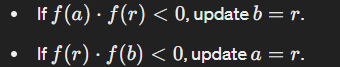 • If f(a) · f(r) < 0, update b = r.
• If f(r) · f(b) < 0, update a = r.